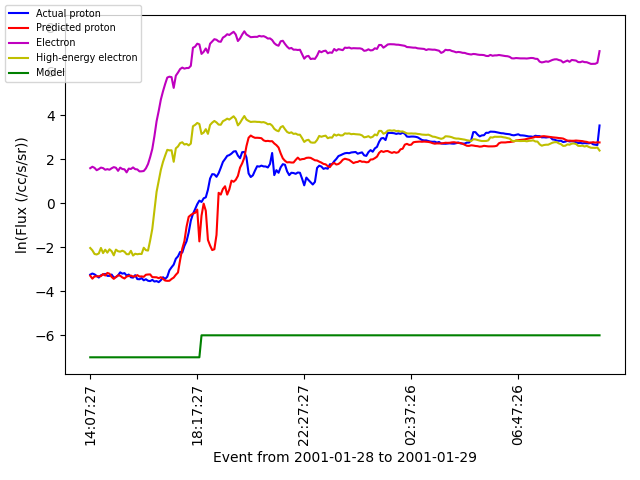 Actual proton
Predicted proton
Electron
High-energy electron
Model
4
2
0
−2
−4
−6
ln(Flux (/cc/s/sr))
14:07:27
18:17:27
22:27:27
02:37:26
06:47:26
Event from 2001-01-28 to 2001-01-29